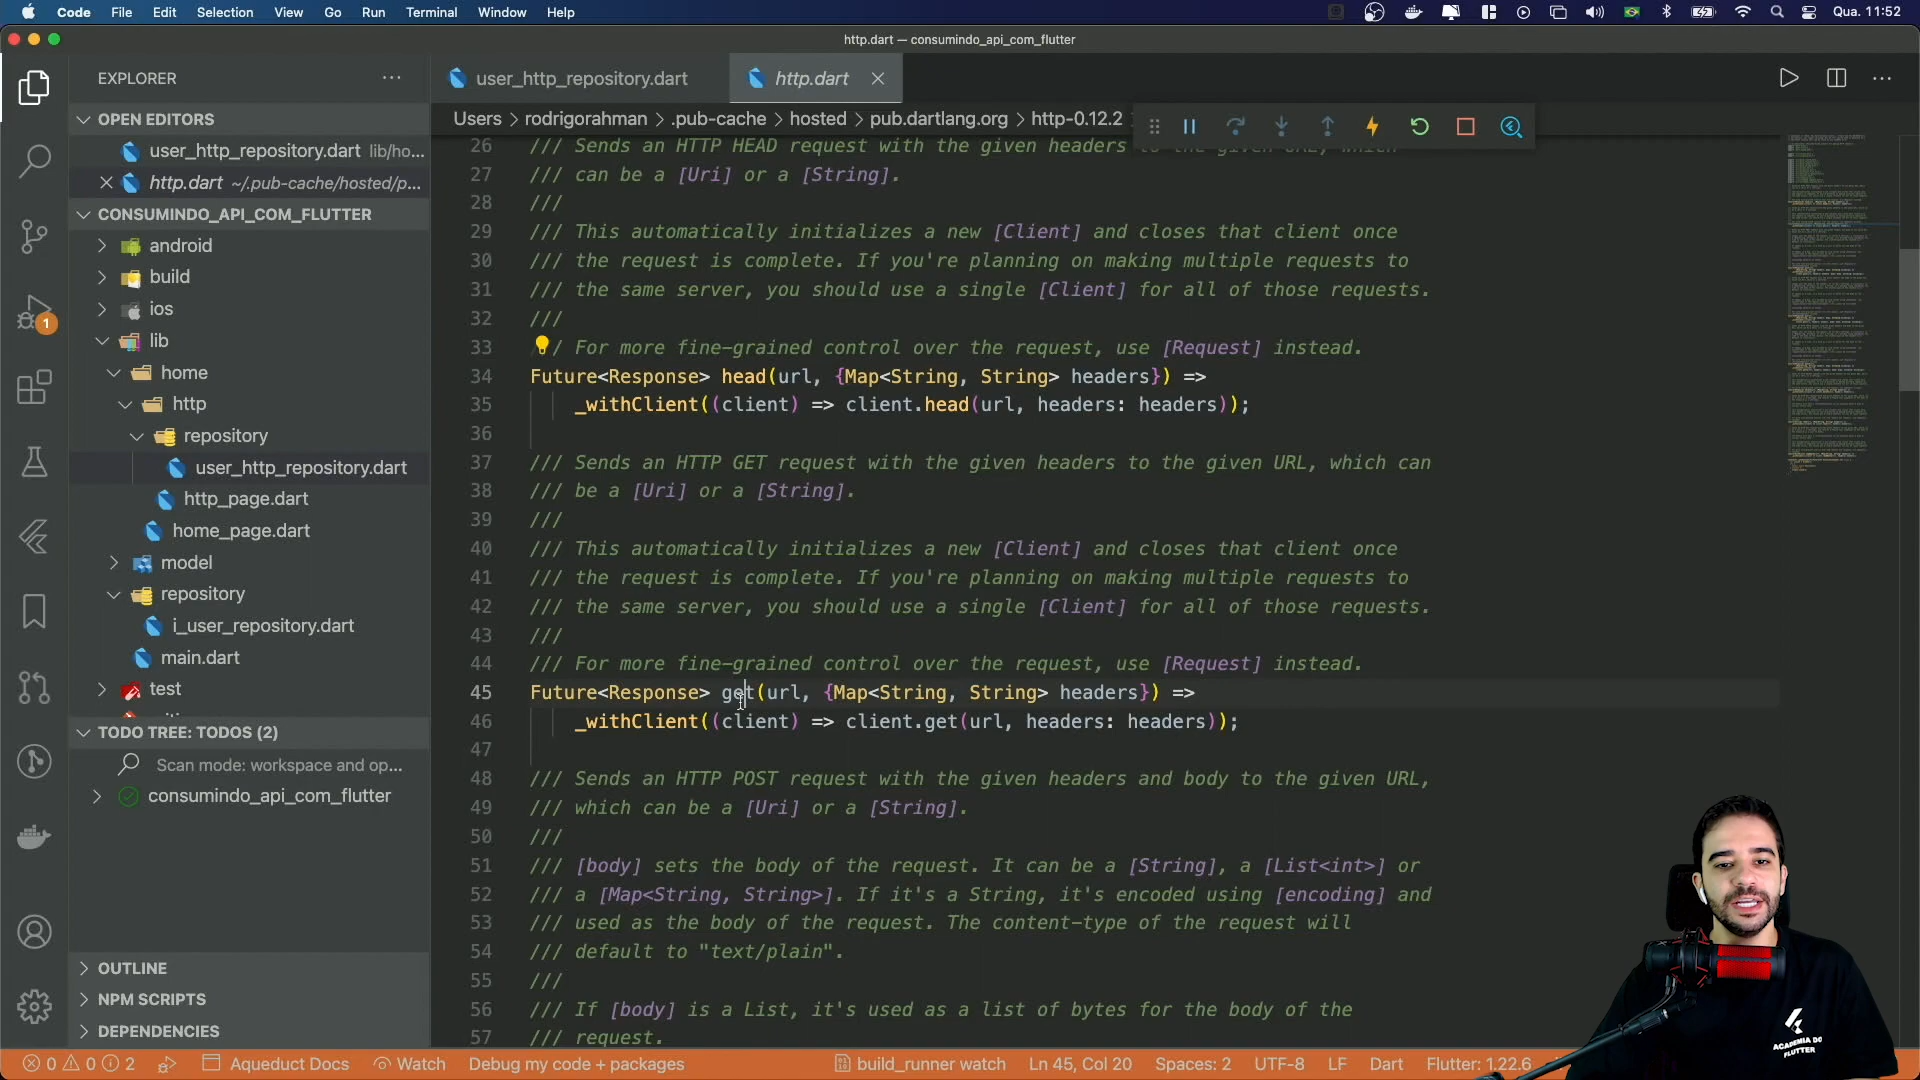 Code File Edit Selection View Go Run Terminal Window Help Qua. 11:52
http.dart — consumindo_api_com_flutter
EXPLORER
user_http_repository.dart http.dart
OPEN EDITORS
user_http_repository.dart lib/ho...
http.dart ~/.pub-cache/hosted/p...
CONSUMINDO_API_COM_FLUTTER
android
build
ios
lib
home
http
repository
user_http_repository.dart
http_page.dart
home_page.dart
model
repository
i_user_repository.dart
main.dart
test
TODO TREE: TODOS (2)
Scan mode: workspace and op...
consumindo_api_com_flutter
OUTLINE
NPM SCRIPTS
DEPENDENCIES
1
Users > rodrigorahman > .pub-cache > hosted > pub.dartlang.org > http-0.12.2
26 /// Sends an HTTP HEAD request with the given headers to the given URL, which
27 /// can be a [Uri] or a [String].
28 ///
29 /// This automatically initializes a new [Client] and closes that client once
30 /// the request is complete. If you're planning on making multiple requests to
31 /// the same server, you should use a single [Client] for all of those requests.
32 ///
33 /// For more fine-grained control over the request, use [Request] instead.
34 Future<Response> head(url, {Map<String, String> headers}) =>
35 _withClient((client) => client.head(url, headers: headers));
36
37 /// Sends an HTTP GET request with the given headers to the given URL, which can
38 /// be a [Uri] or a [String].
39 ///
40 /// This automatically initializes a new [Client] and closes that client once
41 /// the request is complete. If you're planning on making multiple requests to
42 /// the same server, you should use a single [Client] for all of those requests.
43 ///
44 /// For more fine-grained control over the request, use [Request] instead.
45 Future<Response> get(url, {Map<String, String> headers}) =>
46 _withClient((client) => client.get(url, headers: headers));
47
48 /// Sends an HTTP POST request with the given headers and body to the given URL,
49 /// which can be a [Uri] or a [String].
50 ///
51 /// [body] sets the body of the request. It can be a [String], a [List<int>] or
52 /// a [Map<String, String>]. If it's a String, it's encoded using [encoding] and
53 /// used as the body of the request. The content-type of the request will
54 /// default to "text/plain".
55 ///
56 /// If [body] is a List, it's used as a list of bytes for the body of the
57 /// request.
ACADEMIA DO
FLUTTER
0 0 2 Aqueduct Docs Watch Debug my code + packages build_runner watch Ln 45, Col 20 Spaces: 2 UTF-8 LF Dart Flutter: 1.22.6